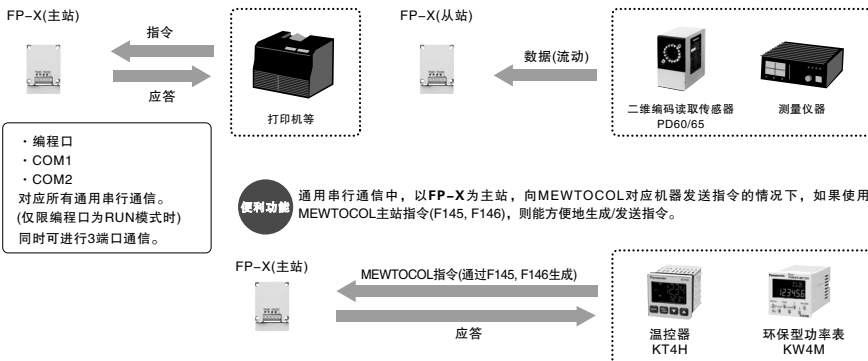 FP−X(主站)
指令
应答
打印机等
FP−X(从站)
数据(流动)
二维编码读取传感器
PD60/65
测量仪器
・编程口
・COM1
・COM2
对应所有通用串行通信。
(仅限编程口为RUN模式时)
同时可进行3端口通信。
便利功能
通用串行通信中，以FP−X为主站，向MEWTOCOL对应机器发送指令的情况下，如果使用
MEWTOCOL主站指令(F145, F146)，则能方便地生成/发送指令。
FP−X(主站)
MEWTOCOL指令(通过F145, F146生成)
应答
温控器
KT4H
环保型功率表
KW4M